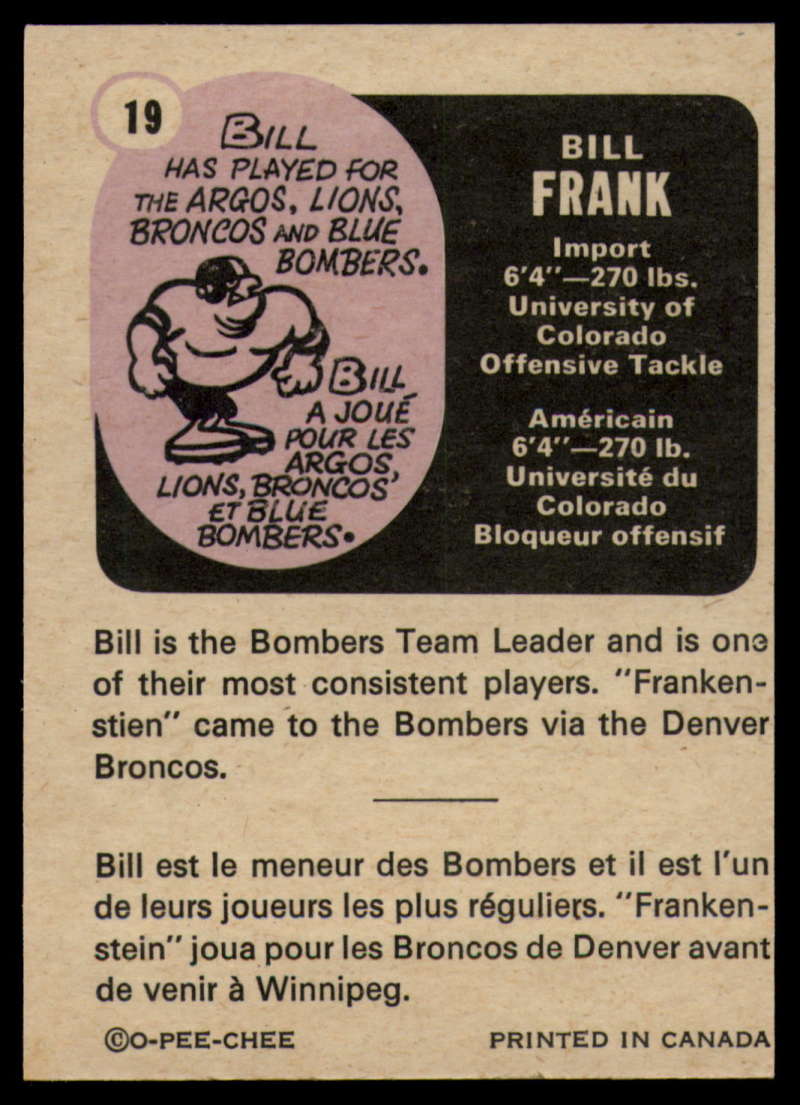 19
BILL
HAS PLAYED FOR
THE ARGOS, LIONS,
BRONCOS AND BLUE
BOMBERS.
BILL
A JOUÉ
POUR LES
ARGOS,
LIONS, BRONCOS
ET BLUE
BOMBERS.
BILL
FRANK
Import
6'4"—270 lbs.
University of
Colorado
Offensive Tackle
Américain
6'4"—270 lb.
Université du
Colorado
Bloqueur offensif
Bill is the Bombers Team Leader and is one
of their most consistent players. "Franken-
stien" came to the Bombers via the Denver
Broncos.
Bill est le meneur des Bombers et il est l'un
de leurs joueurs les plus réguliers. "Franken-
stein" joua pour les Broncos de Denver avant
de venir à Winnipeg.
©O-PEE-CHEE
PRINTED IN CANADA